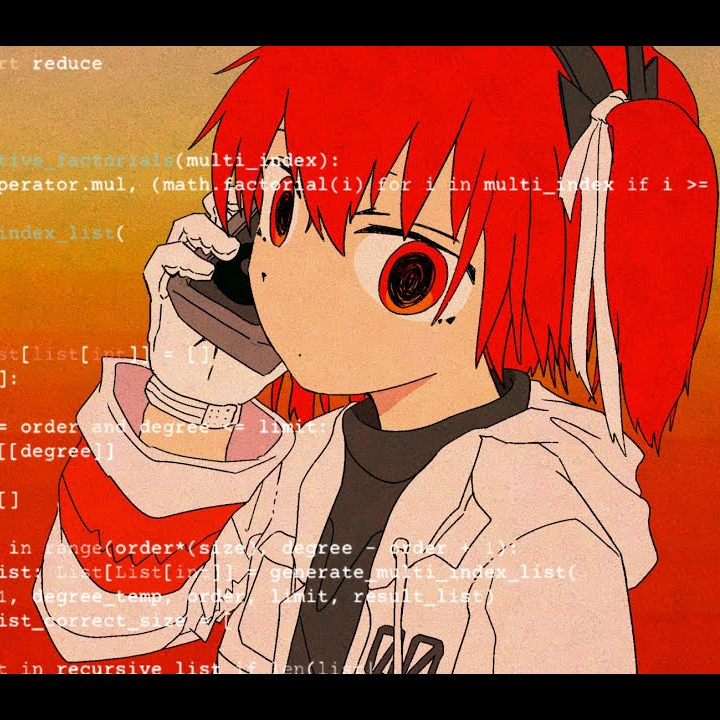 rt reduce
tive_factorials(multi_index):
perator.mul, (math.factorial(i) for i in multi_index if i >=
index_list(
st[list[int]] = []
]:
= order and degree <= limit:
[[degree]]
[]
in range(order*(size), degree - order + 1):
ist: List[List[int]] = generate_multi_index_list(
1, degree_temp, order, limit, result_list)
ist_correct_size = [
t in recursive_list if len(list
00